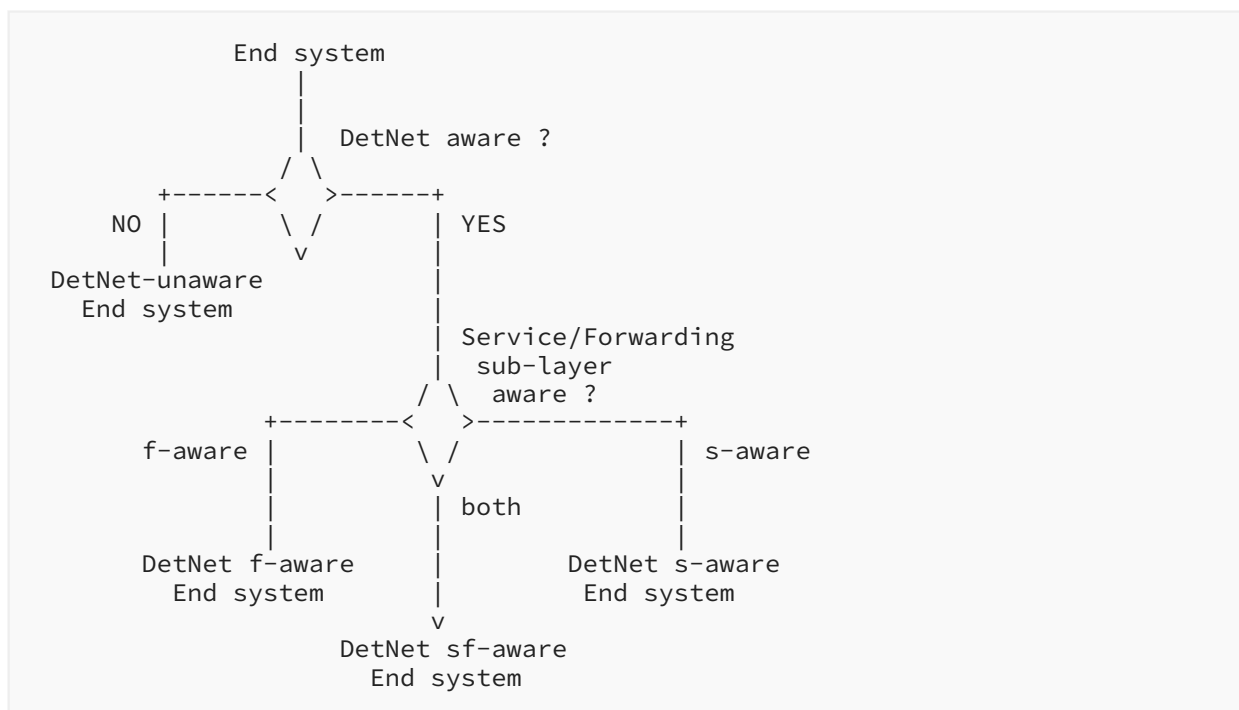 End system
DetNet aware ?
NO
YES
DetNet-unaware
End system
Service/Forwarding
sub-layer
aware ?
f-aware
s-aware
both
DetNet f-aware
DetNet s-aware
End system
End system
DetNet sf-aware
End system